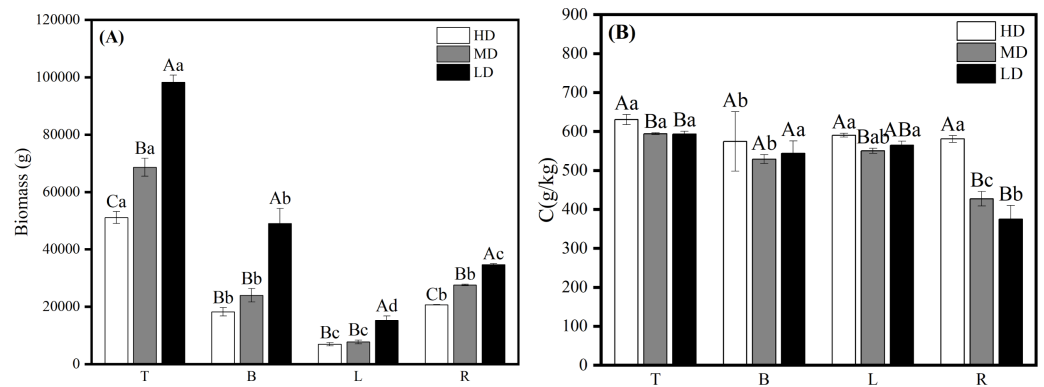 (A)
HD
MD
LD
Biomass (g)
120000
100000
80000
60000
40000
20000
0
Ca
Ba
Aa
Bb
Bb
Ab
Bc
Bc
Ad
Cb
Bb
Ac
T B L R
(B)
HD
MD
LD
C(g/kg)
900
800
700
600
500
400
300
200
100
0
Aa
Ba
Ba
Ab
Ab
Aa
Aa
Bab
ABa
Aa
Bc
Bb
T B L R